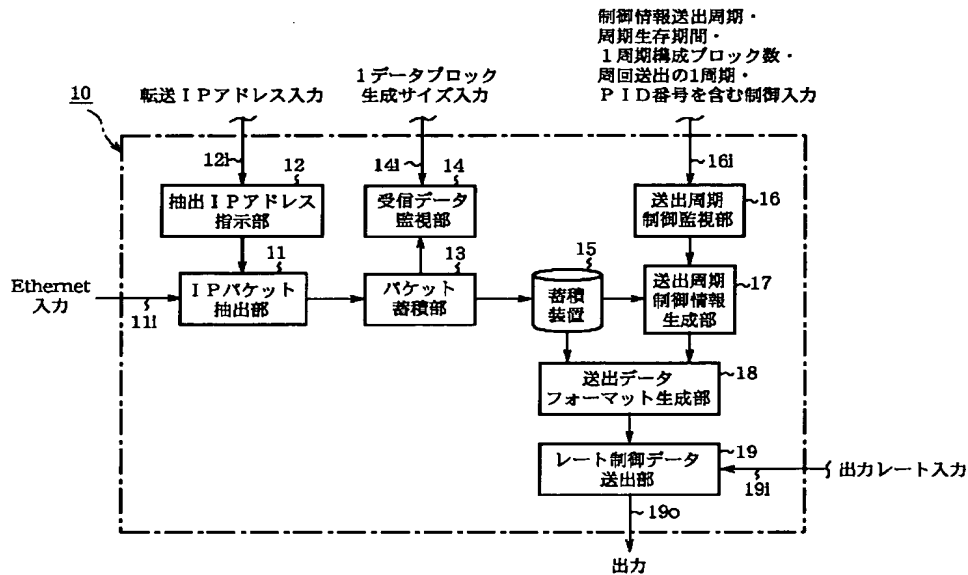 制御情報送出周期・
周期生存期間・
1周期構成ブロック数・
周回送出の1周期・
PID番号を含む制御入力
10
転送IPアドレス入力
1データブロック
生成サイズ入力
12i
14i
16i
12
抽出IPアドレス
指示部
14
受信データ
監視部
16
送出周期
制御監視部
Ethernet
入力
11i
11
IPパケット
抽出部
13
パケット
蓄積部
15
蓄積
装置
17
送出周期
制御情報
生成部
18
送出データ
フォーマット生成部
19
レート制御データ
送出部
19i
出力レート入力
19o
出力